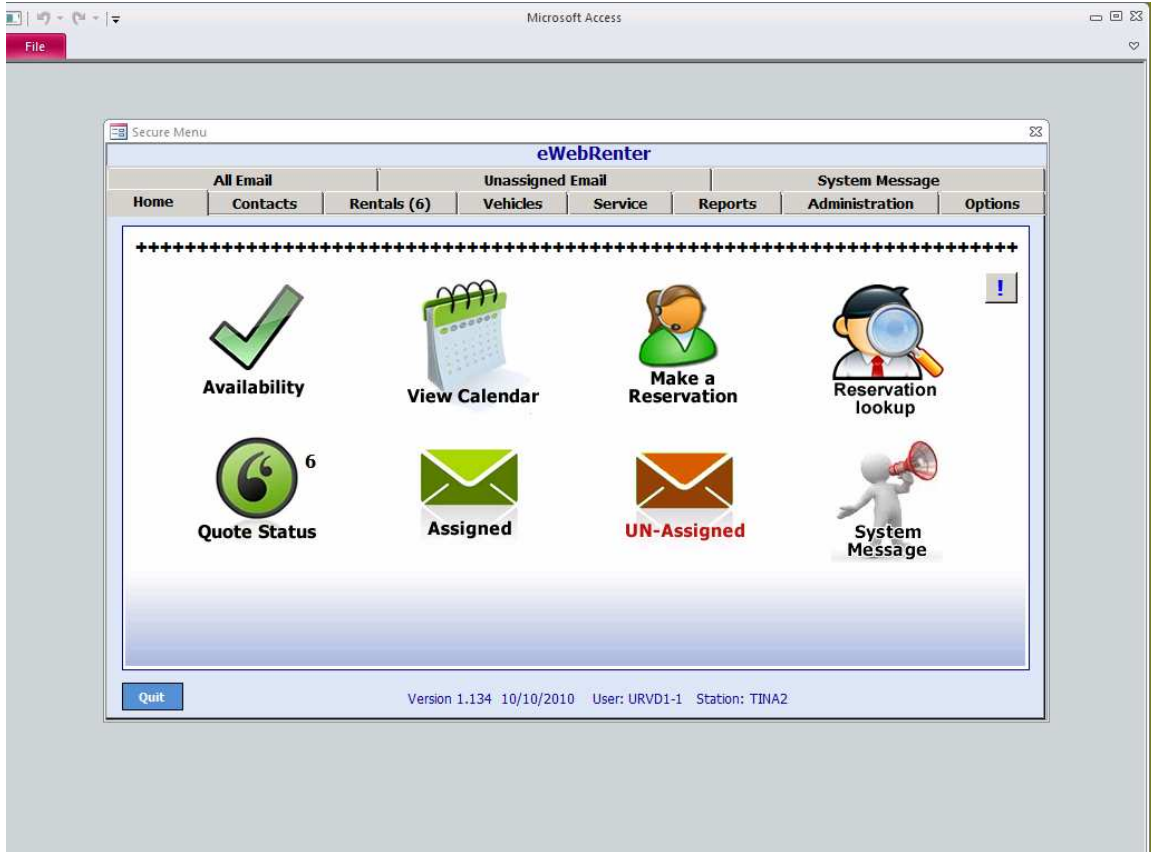 Microsoft Access
File
Secure Menu
eWebRenter
All Email Unassigned Email System Message
Home Contacts Rentals (6) Vehicles Service Reports Administration Options
+++++++++++++++++++++++++++++++++++++++++++++++++++++++++++++++++++++++++
!
Availability
View Calendar
Make a
Reservation
Reservation
lookup
6
Quote Status
Assigned
UN-Assigned
System
Message
Quit
Version 1.134 10/10/2010 User: URVD1-1 Station: TINA2